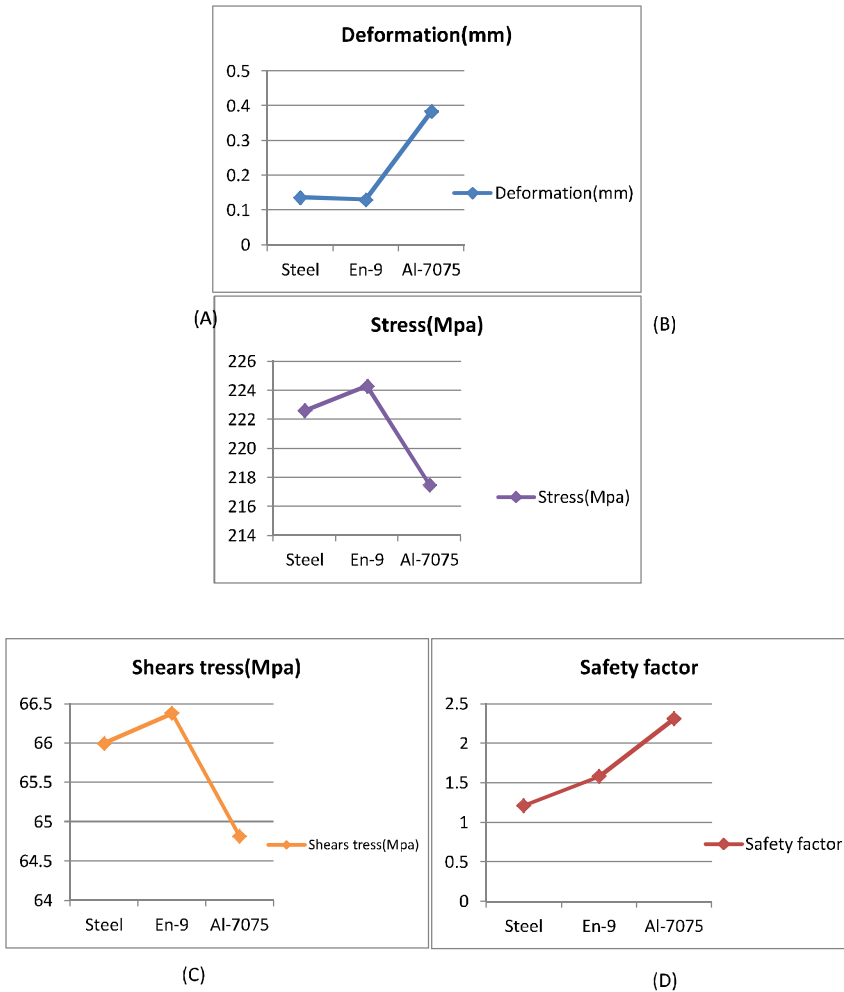 Deformation(mm)
0.5
0.4
0.3
0.2
0.1
0
Steel En-9 Al-7075
Deformation(mm)
(A)
(B)
Stress(Mpa)
226
224
222
220
218
216
214
Steel En-9 Al-7075
Stress(Mpa)
Shears tress(Mpa)
66.5
66
65.5
65
64.5
64
Steel En-9 Al-7075
Shears tress(Mpa)
(C)
Safety factor
2.5
2
1.5
1
0.5
0
Steel En-9 Al-7075
Safety factor
(D)